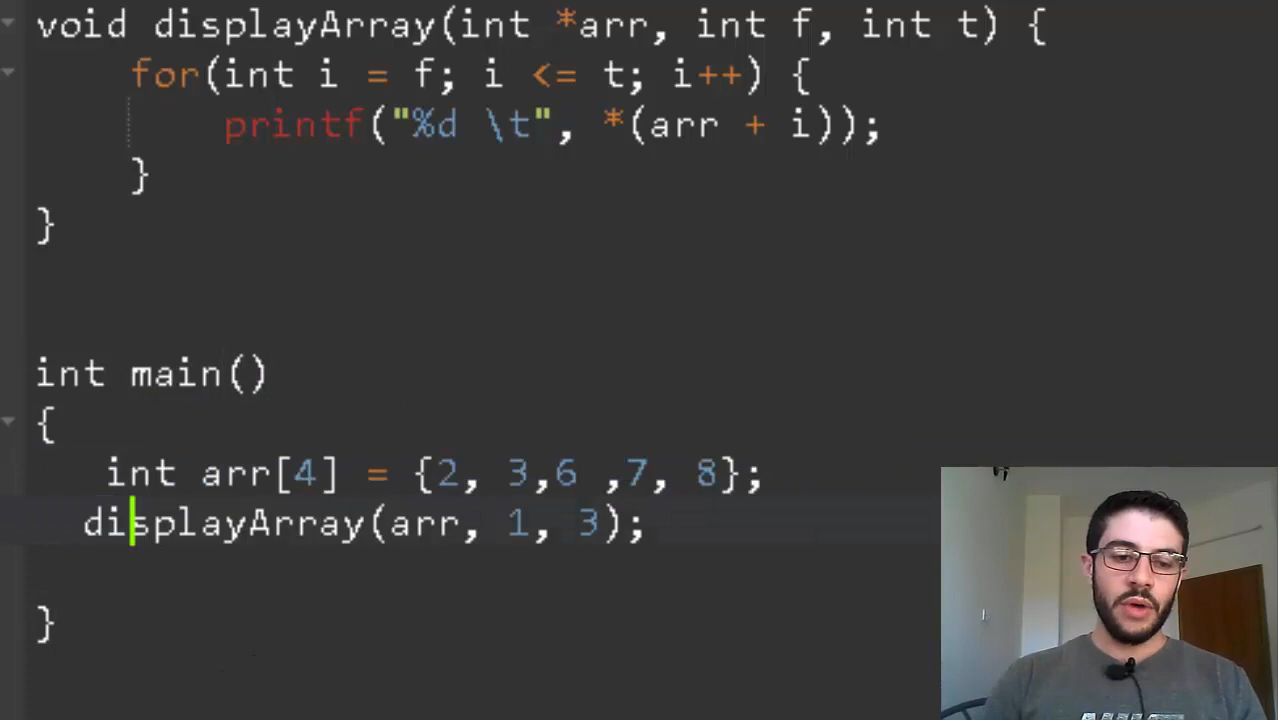 void displayArray(int *arr, int f, int t) {
for(int i = f; i <= t; i++) {
printf("%d \t", *(arr + i));
}
}
int main()
{
int arr[4] = {2, 3,6 ,7, 8};
displayArray(arr, 1, 3);
}